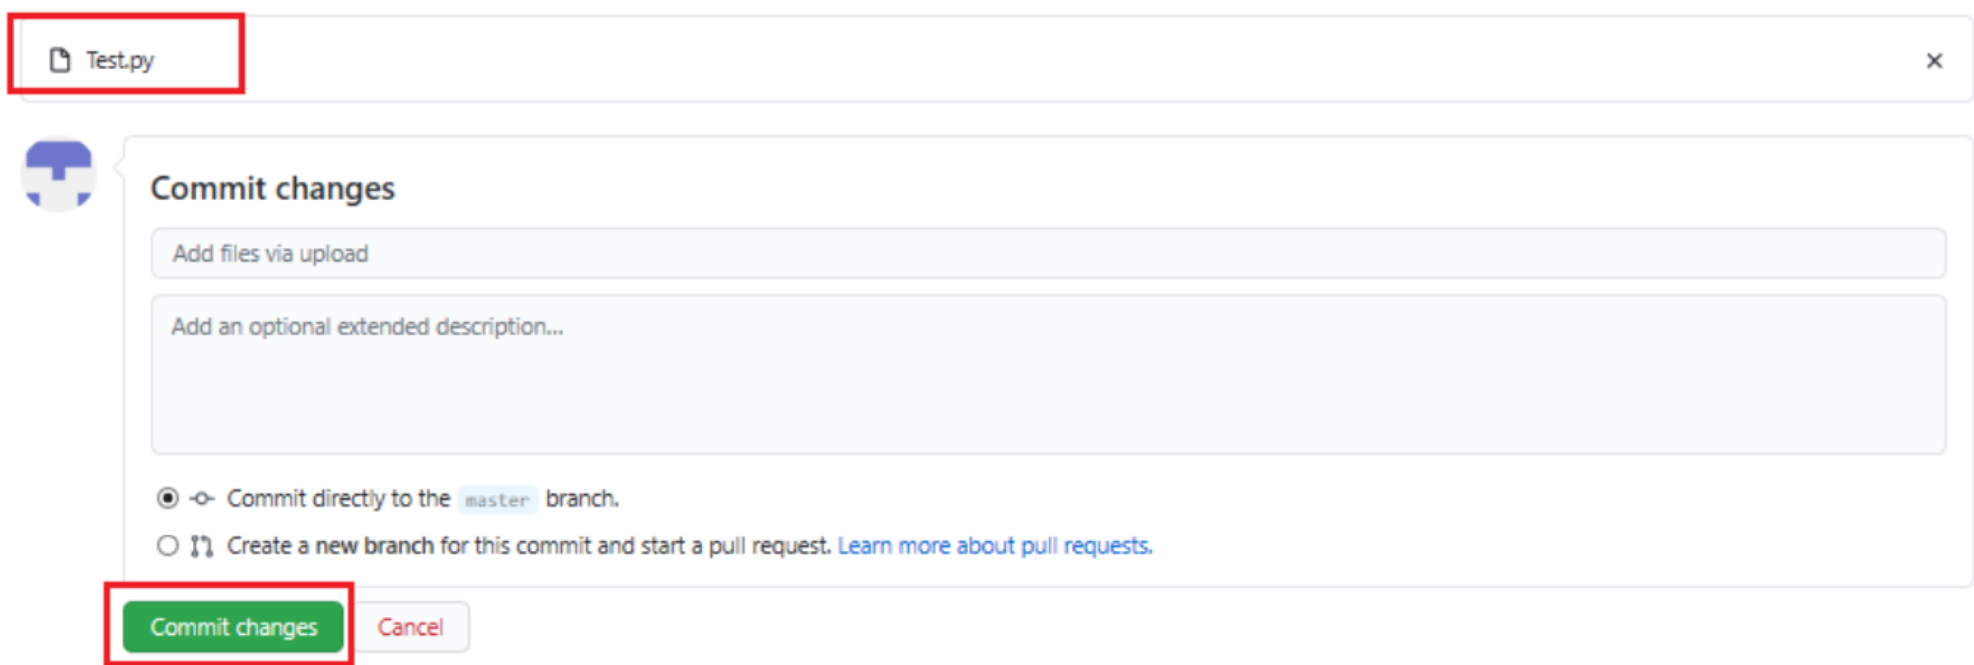 Test.py
Commit changes
Add files via upload
Add an optional extended description...
Commit directly to the master branch.
Create a new branch for this commit and start a pull request. Learn more about pull requests.
Commit changes Cancel